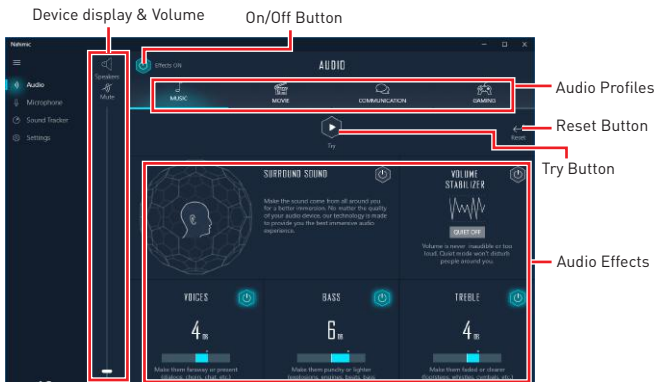 Device display & Volume
On/Off Button
Nahimic
Effects ON
AUDIO
Speakers
Mute
Audio
Microphone
Sound Tracker
Settings
MUSIC
MOVIE
COMMUNICATION
GAMING
Audio Profiles
Try
Reset
Reset Button
Try Button
SURROUND SOUND
Make the sound come from all around you
for a better immersion. No matter the quality
of your audio device, our technology is made
to provide you the best immersive audio
experience.
VOLUME
STABILIZER
QUIET OFF
Volume is never inaudible or too
loud. Quiet mode won't disturb
people around you.
Audio Effects
VOICES
4
Make them faraway or present
BASS
6
Make them punchy or lighter
TREBLE
4
Make them faded or clearer